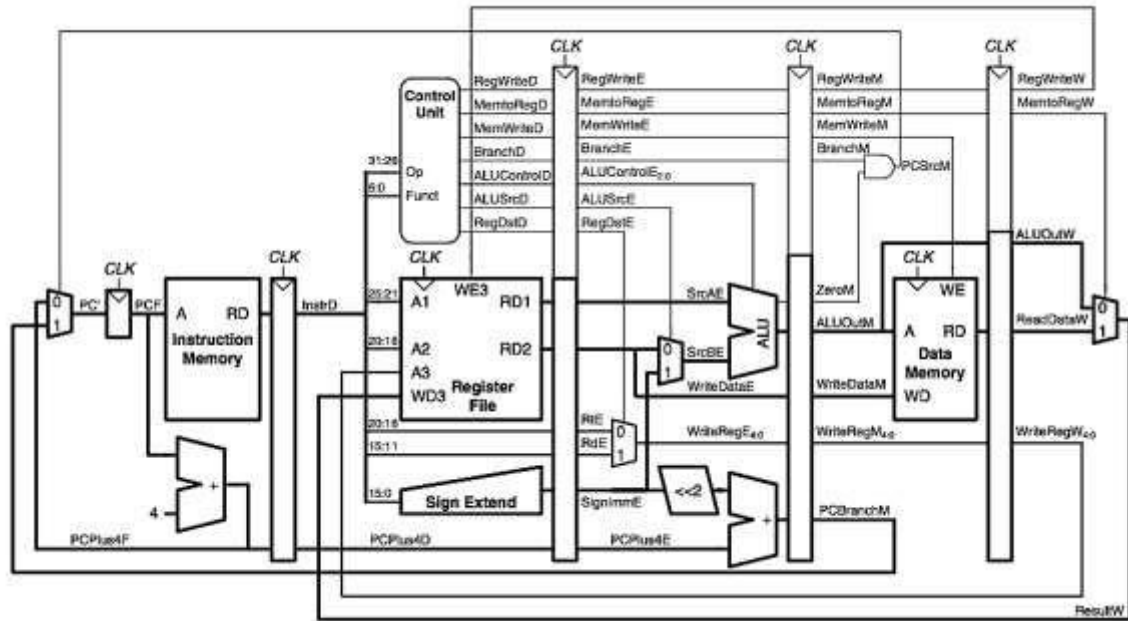 CLK
CLK
CLK
Control Unit
RegWriteD
RegWriteE
RegWriteM
RegWriteW
MemtoRegD
MemtoRegE
MemtoRegM
MemtoRegW
MemWriteD
MemWriteE
MemWriteM
BranchD
BranchE
BranchM
PCSrcM
31:26
Op
ALUControlD
ALUControlE2:0
5:0
Funct
ALUSrcD
ALUSrcE
RegDstD
RegDstE
ALUOutW
CLK
CLK
CLK
CLK
0
1
PC'
PCF
A
RD
Instruction Memory
InstrD
25:21
A1
WE3
RD1
SrcAE
ZeroM
WE
20:16
A2
RD2
0
1
SrcBE
ALU
ALUOutM
A
RD
ReadDataW
0
1
A3
WD3
Register File
WriteDataE
WriteDataM
Data Memory
WD
20:16
RtE
0
15:11
RdE
1
WriteRegE4:0
WriteRegM4:0
WriteRegW4:0
15:0
Sign Extend
SignImmE
<<2
+
4
+
PCBranchM
PCPlus4F
PCPlus4D
PCPlus4E
ResultW